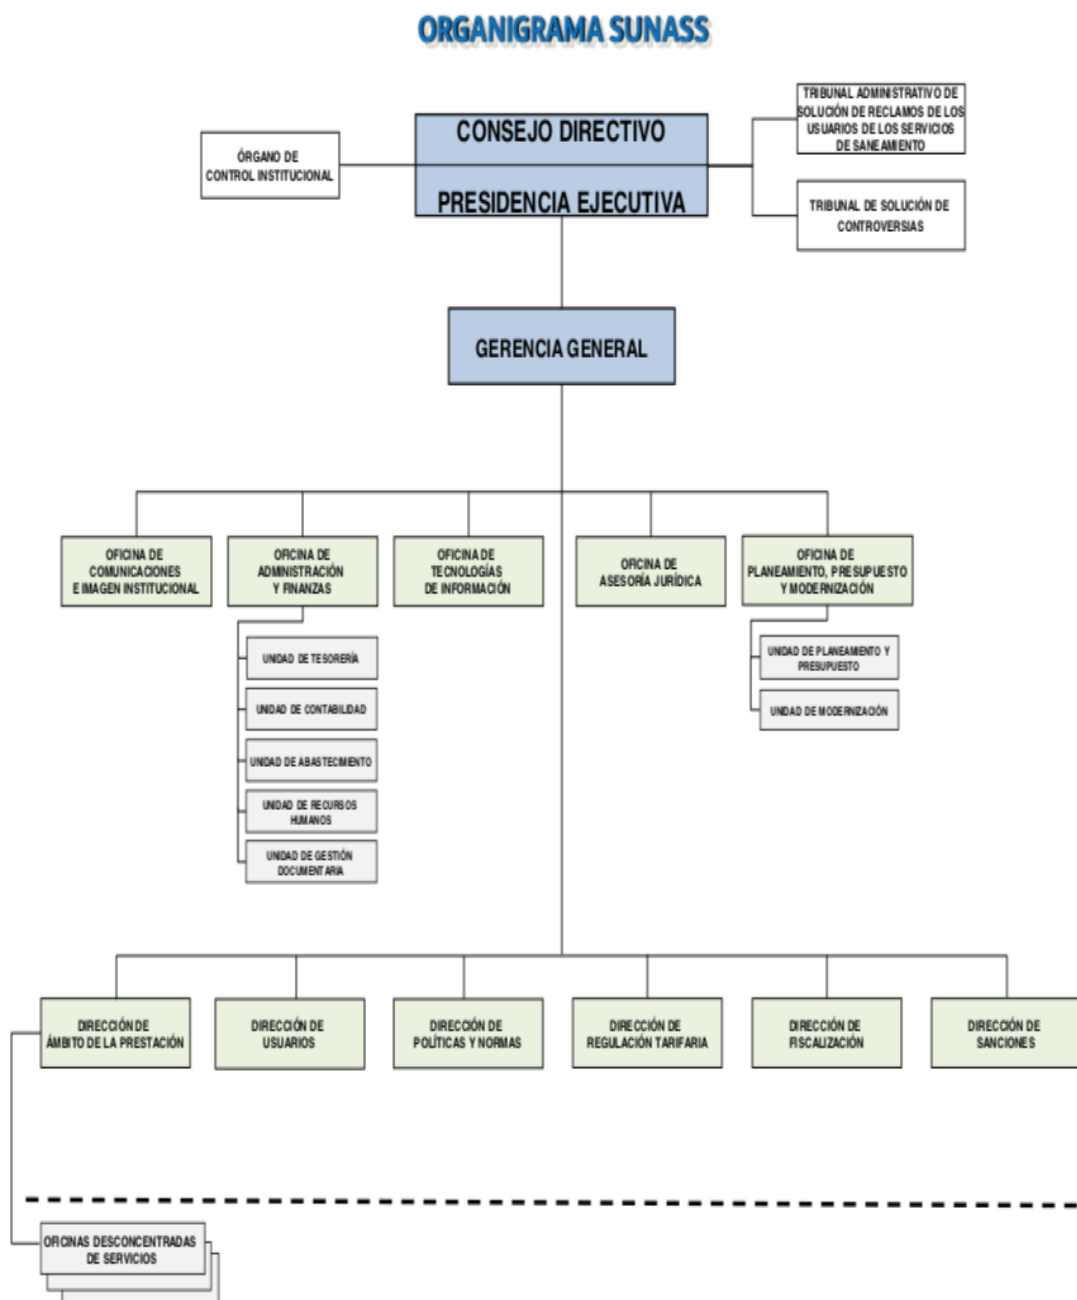 ORGANIGRAMA SUNASS
ÓRGANO DE
CONTROL INSTITUCIONAL
CONSEJO DIRECTIVO
PRESIDENCIA EJECUTIVA
TRIBUNAL ADMINISTRATIVO DE
SOLUCIÓN DE RECLAMOS DE LOS
USUARIOS DE LOS SERVICIOS
DE SANEAMIENTO
TRIBUNAL DE SOLUCIÓN DE
CONTROVERSIAS
GERENCIA GENERAL
OFICINA DE
COMUNICACIONES
E IMAGEN INSTITUCIONAL
OFICINA DE
ADMINISTRACIÓN
Y FINANZAS
OFICINA DE
TECNOLOGÍAS
DE INFORMACIÓN
OFICINA DE
ASESORÍA JURÍDICA
OFICINA DE
PLANEAMIENTO, PRESUPUESTO
Y MODERNIZACIÓN
UNIDAD DE TESORERÍA
UNIDAD DE CONTABILIDAD
UNIDAD DE ABASTECIMIENTO
UNIDAD DE RECURSOS
HUMANOS
UNIDAD DE GESTIÓN
DOCUMENTARIA
UNIDAD DE PLANEAMIENTO Y
PRESUPUESTO
UNIDAD DE MODERNIZACIÓN
DIRECCIÓN DE
ÁMBITO DE LA PRESTACIÓN
DIRECCIÓN DE
USUARIOS
DIRECCIÓN DE
POLÍTICAS Y NORMAS
DIRECCIÓN DE
REGULACIÓN TARIFARIA
DIRECCIÓN DE
FISCALIZACIÓN
DIRECCIÓN DE
SANCIONES
OFICINAS DESCONCENTRADAS
DE SERVICIOS